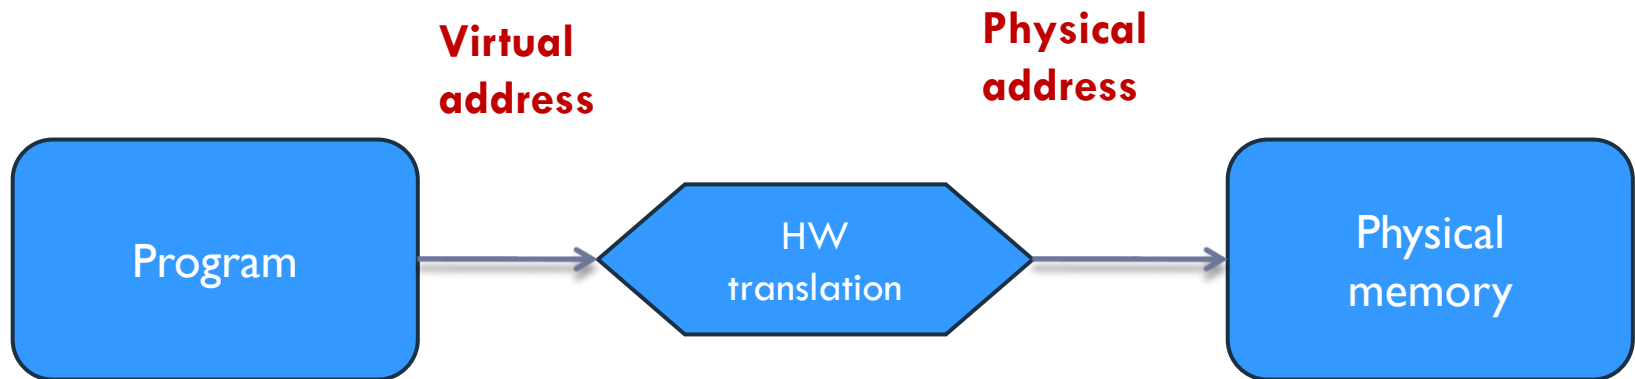 Virtual
address
Physical
address
Program
HW
translation
Physical
memory